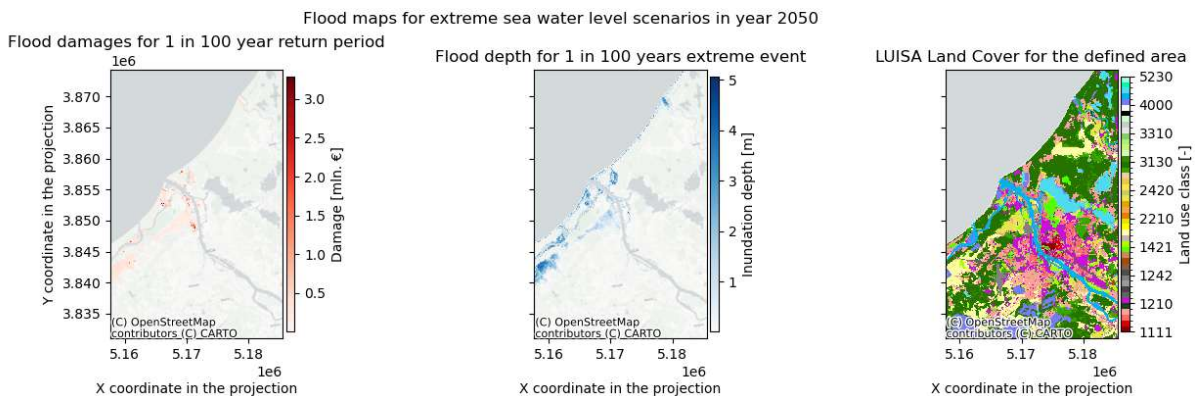 Flood maps for extreme sea water level scenarios in year 2050
Flood damages for 1 in 100 year return period
1e6
3.870
3.865
3.860
3.855
3.850
3.845
3.840
3.835
Y coordinate in the projection
(C) OpenStreetMap
contributors (C) CARTO
5.16
5.17
5.18
1e6
X coordinate in the projection
3.0
2.5
2.0
1.5
1.0
0.5
Damage [mln. €]
Flood depth for 1 in 100 years extreme event
(C) OpenStreetMap
contributors (C) CARTO
5.16
5.17
5.18
1e6
X coordinate in the projection
5
4
3
2
1
Inundation depth [m]
LUISA Land Cover for the defined area
(C) OpenStreetMap
contributors (C) CARTO
5.16
5.17
5.18
1e6
X coordinate in the projection
5230
4000
3310
3130
2420
2210
1421
1242
1210
1111
Land use class [-]